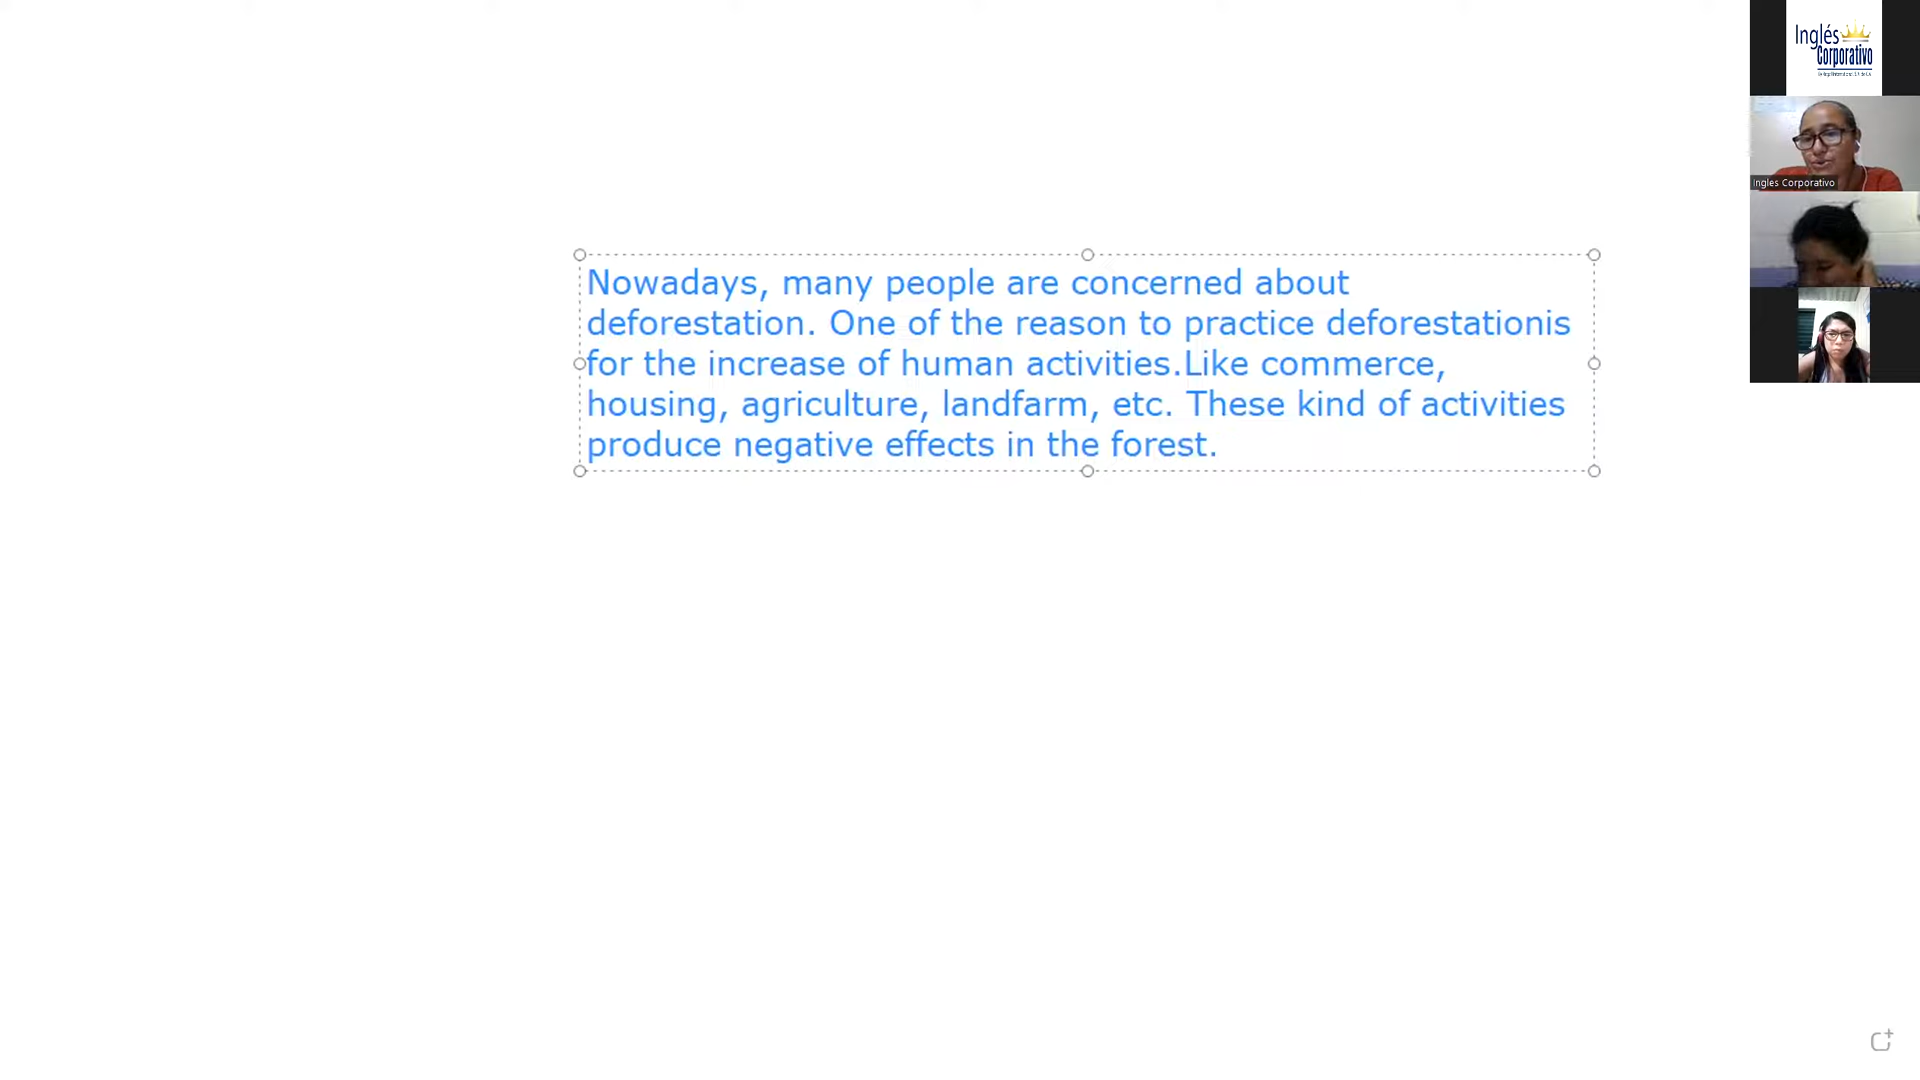 Inglés
Corporativo
Ingles Corporativo
Nowadays, many people are concerned about
deforestation. One of the reason to practice deforestationis
for the increase of human activities.Like commerce,
housing, agriculture, landfarm, etc. These kind of activities
produce negative effects in the forest.